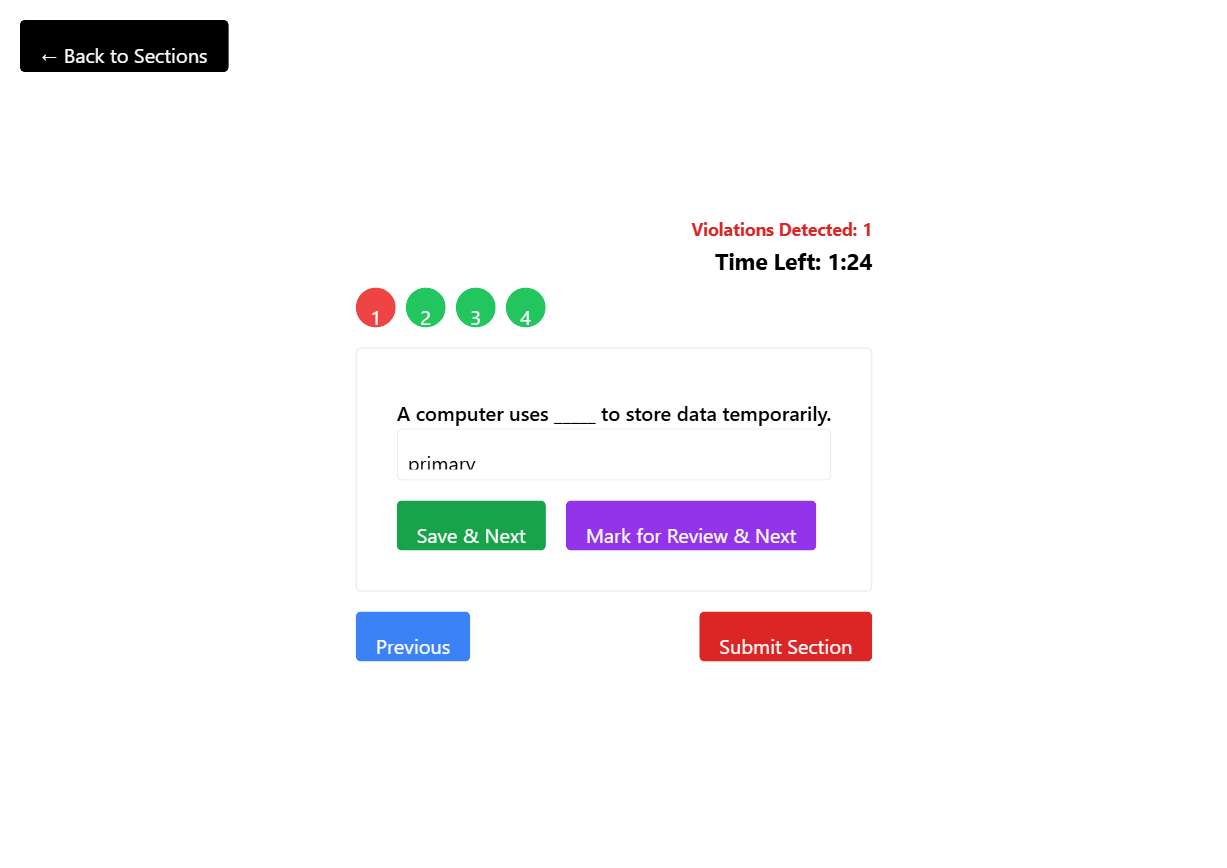 ← Back to Sections
Violations Detected: 1
Time Left: 1:24
1 2 3 4
A computer uses _____ to store data temporarily.
primary
Save & Next Mark for Review & Next
Previous Submit Section